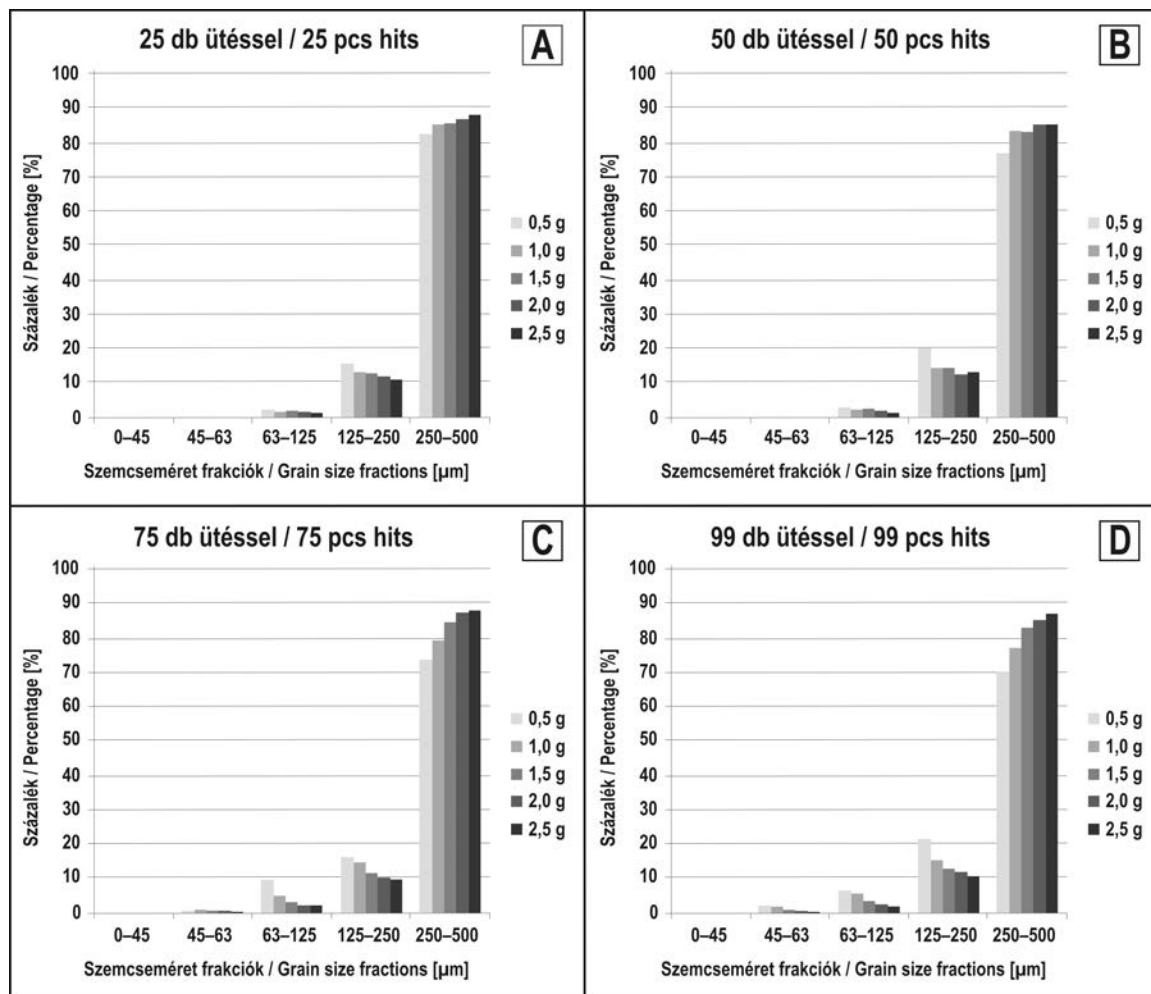 25 db ütéssel / 25 pcs hits
A
Százalék / Percentage [%]
100
90
80
70
60
50
40
30
20
10
0
0–45 45–63 63–125 125–250 250–500
Szemcseméret frakciók / Grain size fractions [µm]
0,5 g
1,0 g
1,5 g
2,0 g
2,5 g
50 db ütéssel / 50 pcs hits
B
Százalék / Percentage [%]
100
90
80
70
60
50
40
30
20
10
0
0–45 45–63 63–125 125–250 250–500
Szemcseméret frakciók / Grain size fractions [µm]
0,5 g
1,0 g
1,5 g
2,0 g
2,5 g
75 db ütéssel / 75 pcs hits
C
Százalék / Percentage [%]
100
90
80
70
60
50
40
30
20
10
0
0–45 45–63 63–125 125–250 250–500
Szemcseméret frakciók / Grain size fractions [µm]
0,5 g
1,0 g
1,5 g
2,0 g
2,5 g
99 db ütéssel / 99 pcs hits
D
Százalék / Percentage [%]
100
90
80
70
60
50
40
30
20
10
0
0–45 45–63 63–125 125–250 250–500
Szemcseméret frakciók / Grain size fractions [µm]
0,5 g
1,0 g
1,5 g
2,0 g
2,5 g